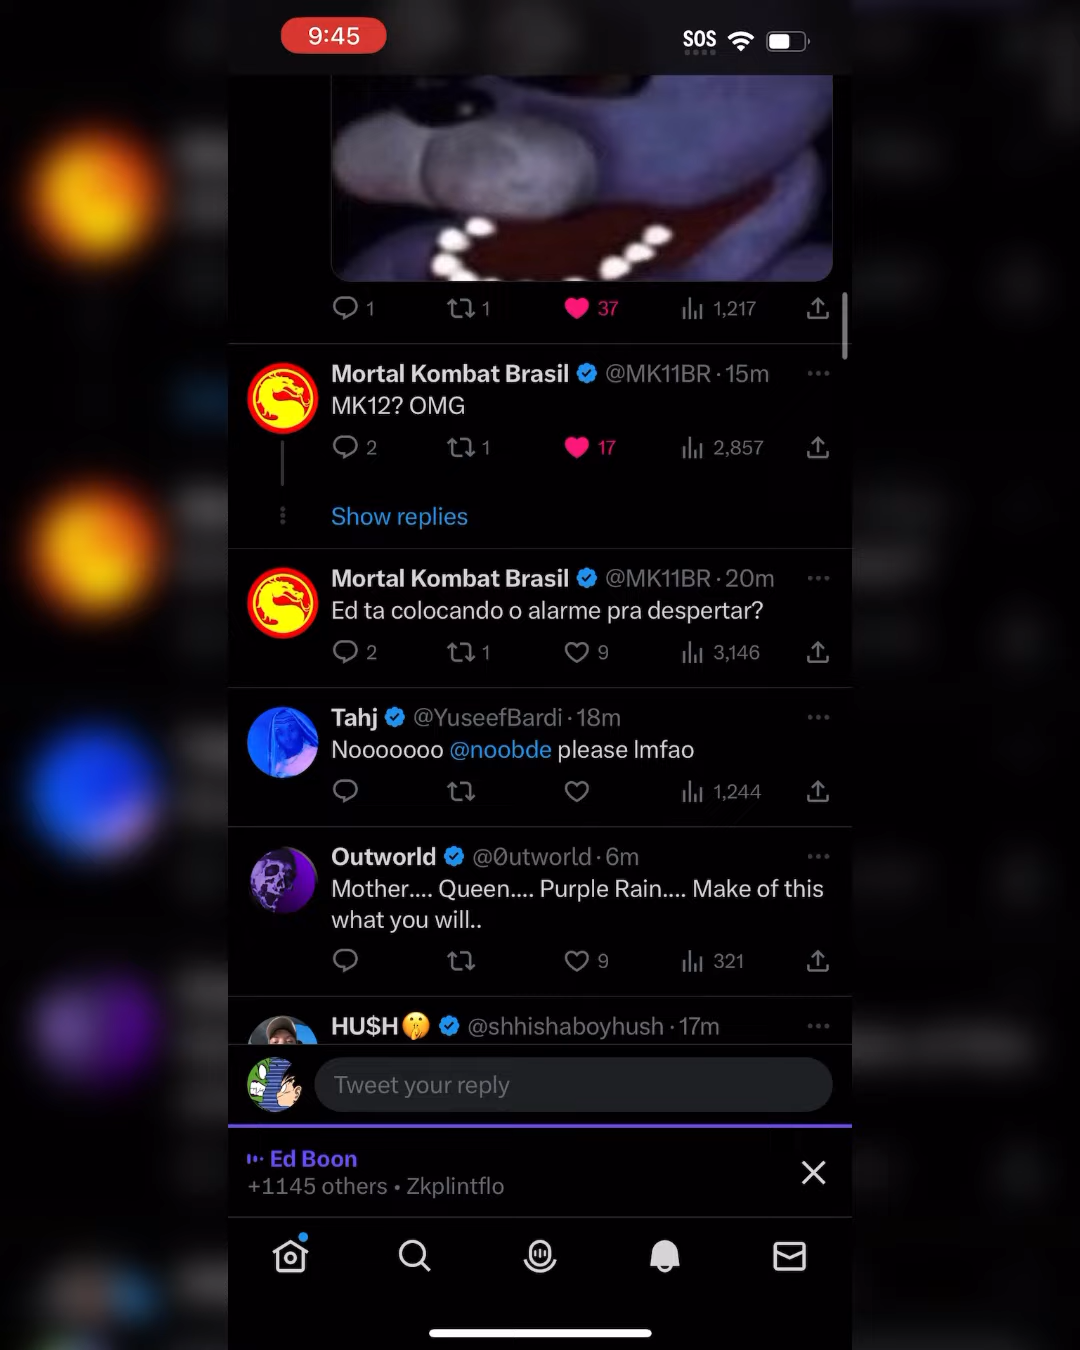 9:45
SOS
1
1
37
1,217
Mortal Kombat Brasil @MK11BR · 15m
MK12? OMG
2
1
17
2,857
Show replies
Mortal Kombat Brasil @MK11BR · 20m
Ed ta colocando o alarme pra despertar?
2
1
9
3,146
Tahj @YuseefBardi · 18m
Nooooooo @noobde please lmfao
1,244
Outworld @0utworld · 6m
Mother.... Queen.... Purple Rain.... Make of this
what you will..
9
321
HU$H🤫 @shhishaboyhush · 17m
Tweet your reply
Ed Boon
+1145 others • Zkplintflo